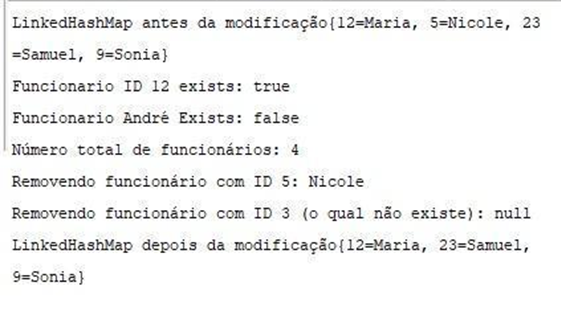 LinkedHashMap antes da modificação{12=Maria, 5=Nicole, 23
=Samuel, 9=Sonia}
Funcionario ID 12 exists: true
Funcionario André Exists: false
Número total de funcionários: 4
Removendo funcionário com ID 5: Nicole
Removendo funcionário com ID 3 (o qual não existe): null
LinkedHashMap depois da modificação{12=Maria, 23=Samuel,
9=Sonia}